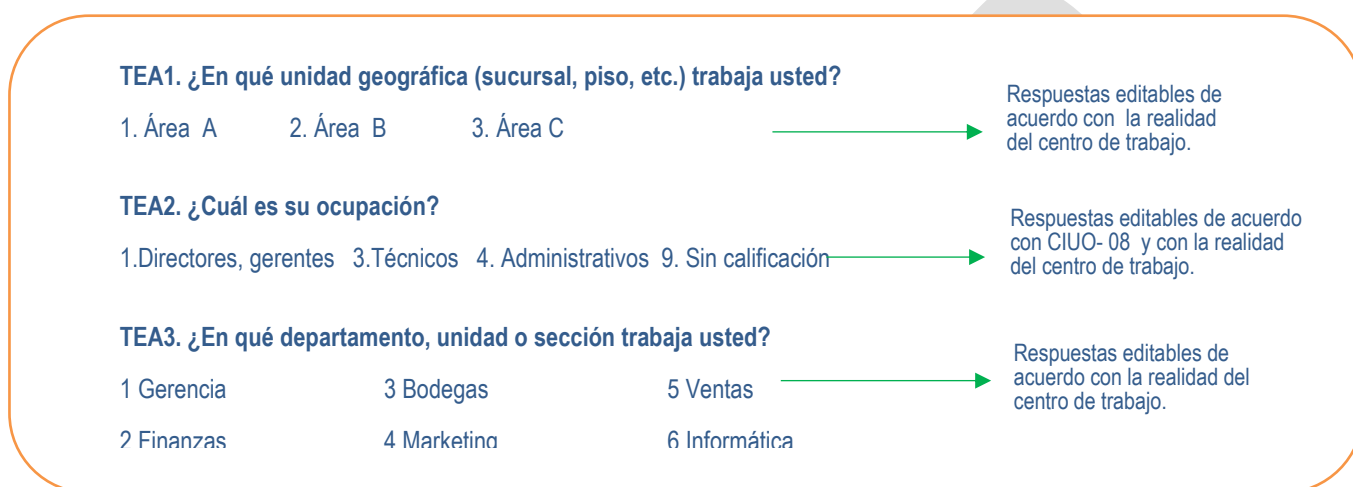 TEA1. ¿En qué unidad geográfica (sucursal, piso, etc.) trabaja usted?
1. Área A 2. Área B 3. Área C
Respuestas editables de
acuerdo con la realidad
del centro de trabajo.
TEA2. ¿Cuál es su ocupación?
1.Directores, gerentes 3.Técnicos 4. Administrativos 9. Sin calificación
Respuestas editables de acuerdo
con CIUO- 08 y con la realidad
del centro de trabajo.
TEA3. ¿En qué departamento, unidad o sección trabaja usted?
1 Gerencia 3 Bodegas 5 Ventas
Respuestas editables de
acuerdo con la realidad del
centro de trabajo.
2 Finanzas 4 Marketing 6 Informática